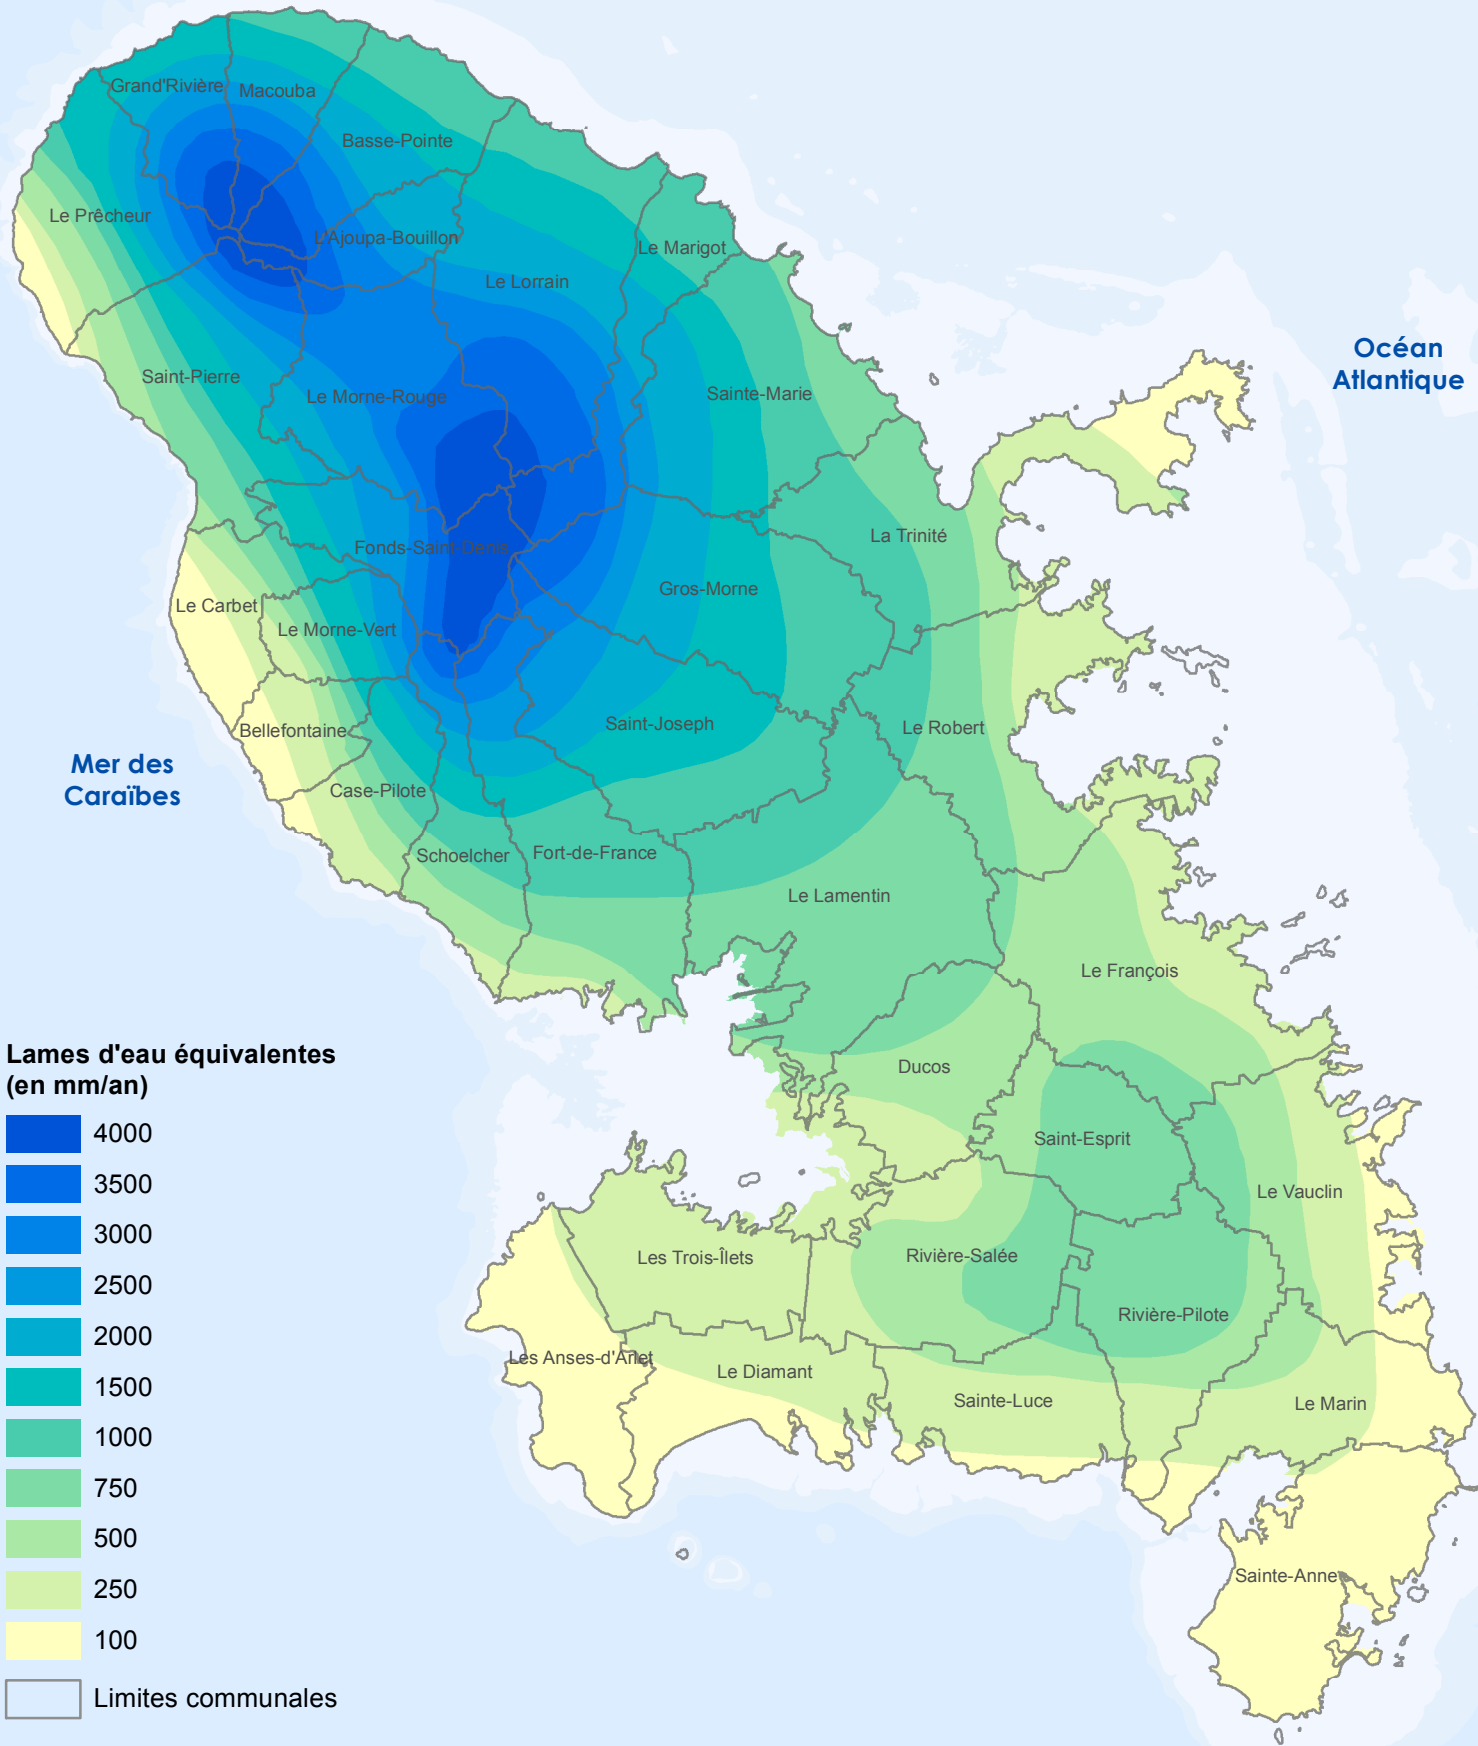 Grand'Rivière
Macouba
Basse-Pointe
Le Prêcheur
L'Ajoupa-Bouillon
Le Marigot
Le Lorrain
Océan
Atlantique
Saint-Pierre
Le Morne-Rouge
Sainte-Marie
La Trinité
Fonds-Saint-Denis
Gros-Morne
Le Carbet
Le Morne-Vert
Saint-Joseph
Le Robert
Bellefontaine
Mer des
Caraïbes
Case-Pilote
Schoelcher
Fort-de-France
Le Lamentin
Le François
Ducos
Saint-Esprit
Le Vauclin
Les Trois-Îlets
Rivière-Salée
Rivière-Pilote
Les Anses-d'Arlet
Le Diamant
Sainte-Luce
Le Marin
Sainte-Anne
Lames d'eau équivalentes
(en mm/an)
4000
3500
3000
2500
2000
1500
1000
750
500
250
100
Limites communales